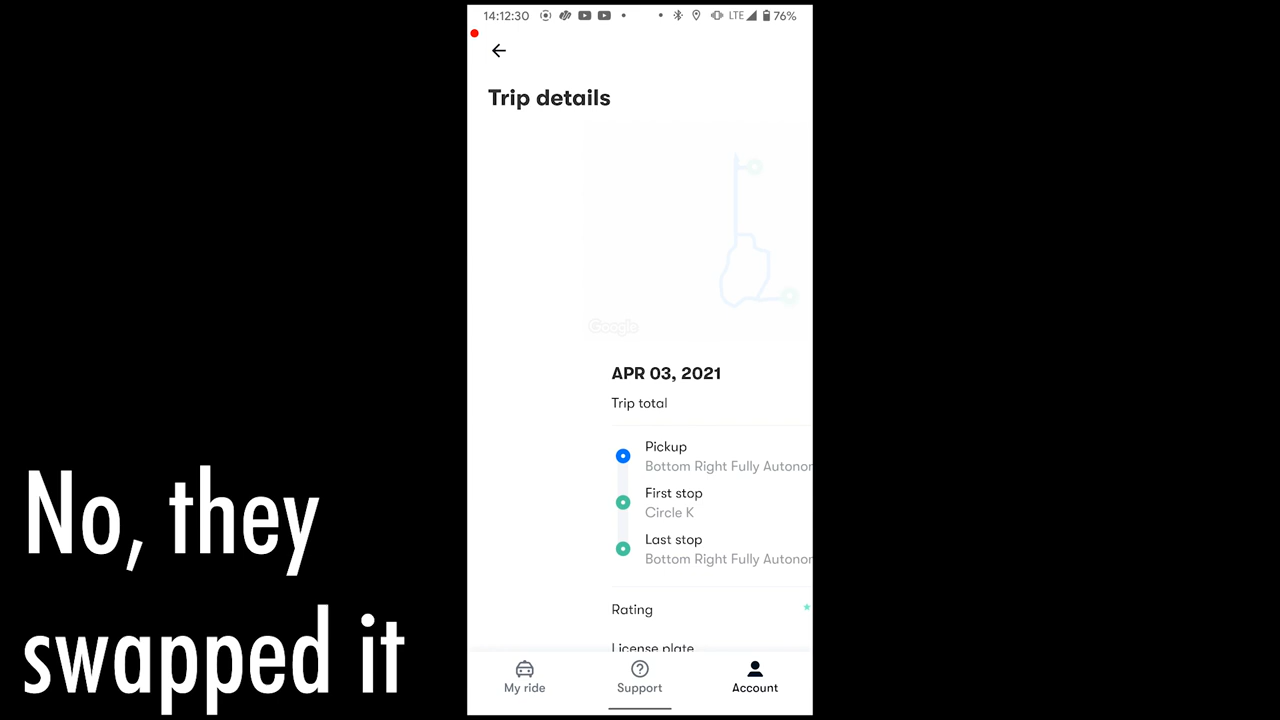 14:12:30 LTE 76%
Trip details
Google
APR 03, 2021
Trip total
Pickup
Bottom Right Fully Autonor
First stop
Circle K
Last stop
Bottom Right Fully Autonor
Rating
License plate
My ride Support Account
No, they
swapped it